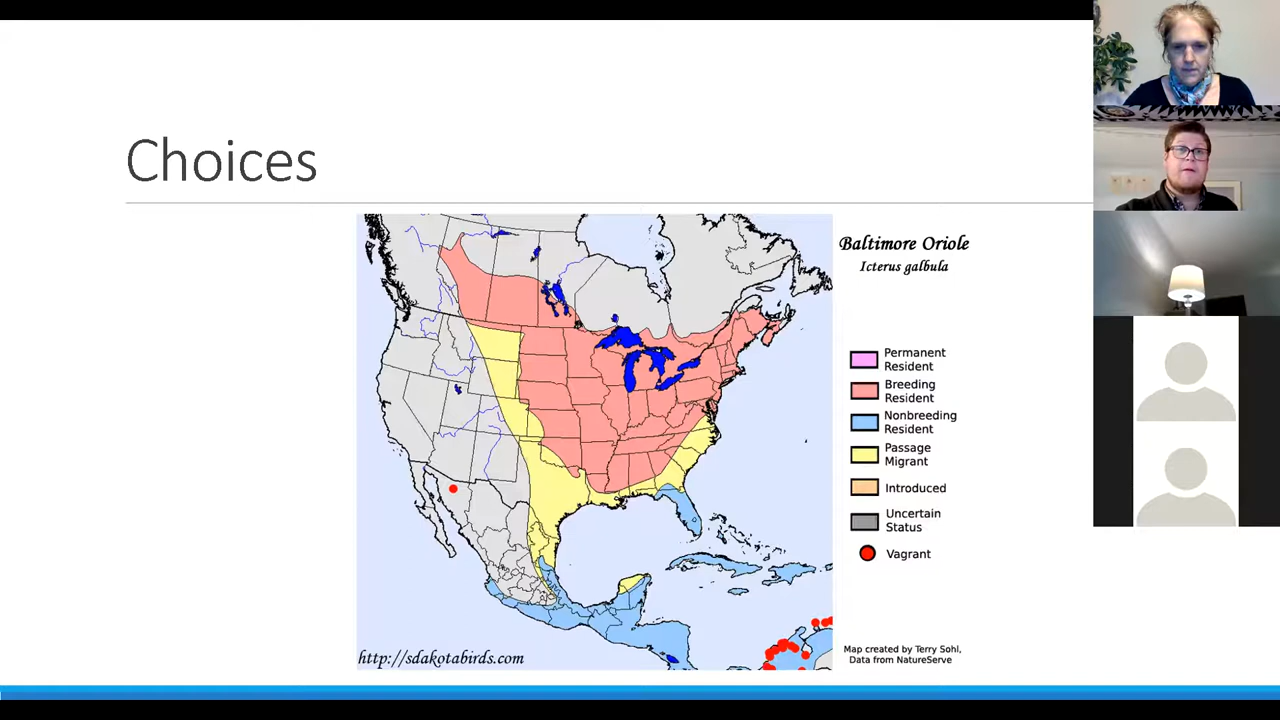 Choices
Baltimore Oriole
Icterus galbula
Permanent
Resident
Breeding
Resident
Nonbreeding
Resident
Passage
Migrant
Introduced
Uncertain
Status
Vagrant
http://sdakotabirds.com
Map created by Terry Sohl,
Data from NatureServe